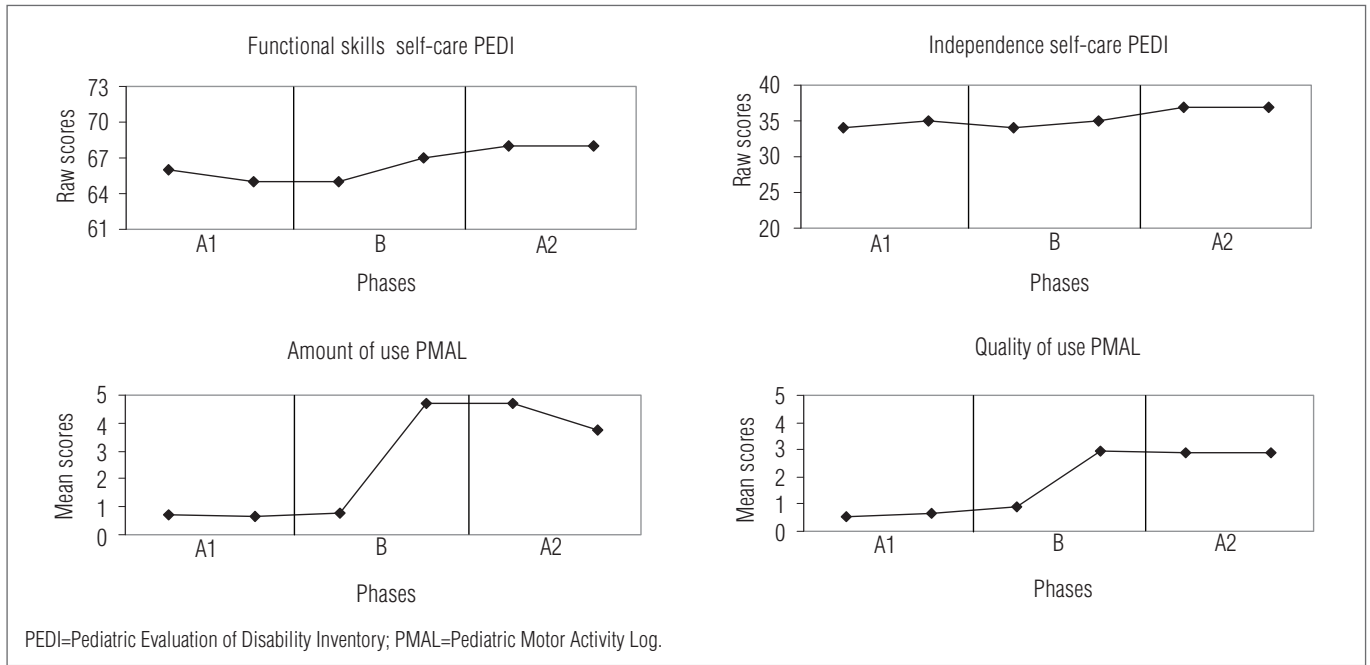 Functional skills self-care PEDI
Raw scores
73
70
67
64
61
A1
B
A2
Phases
Independence self-care PEDI
Raw scores
40
35
30
25
20
A1
B
A2
Phases
Amount of use PMAL
Mean scores
5
4
3
2
1
0
A1
B
A2
Phases
Quality of use PMAL
Mean scores
5
4
3
2
1
0
A1
B
A2
Phases
PEDI=Pediatric Evaluation of Disability Inventory; PMAL=Pediatric Motor Activity Log.